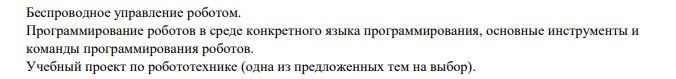 Беспроводное управление роботом.
Программирование роботов в среде конкретного языка программирования, основные инструменты и
команды программирования роботов.
Учебный проект по робототехнике (одна из предложенных тем на выбор).